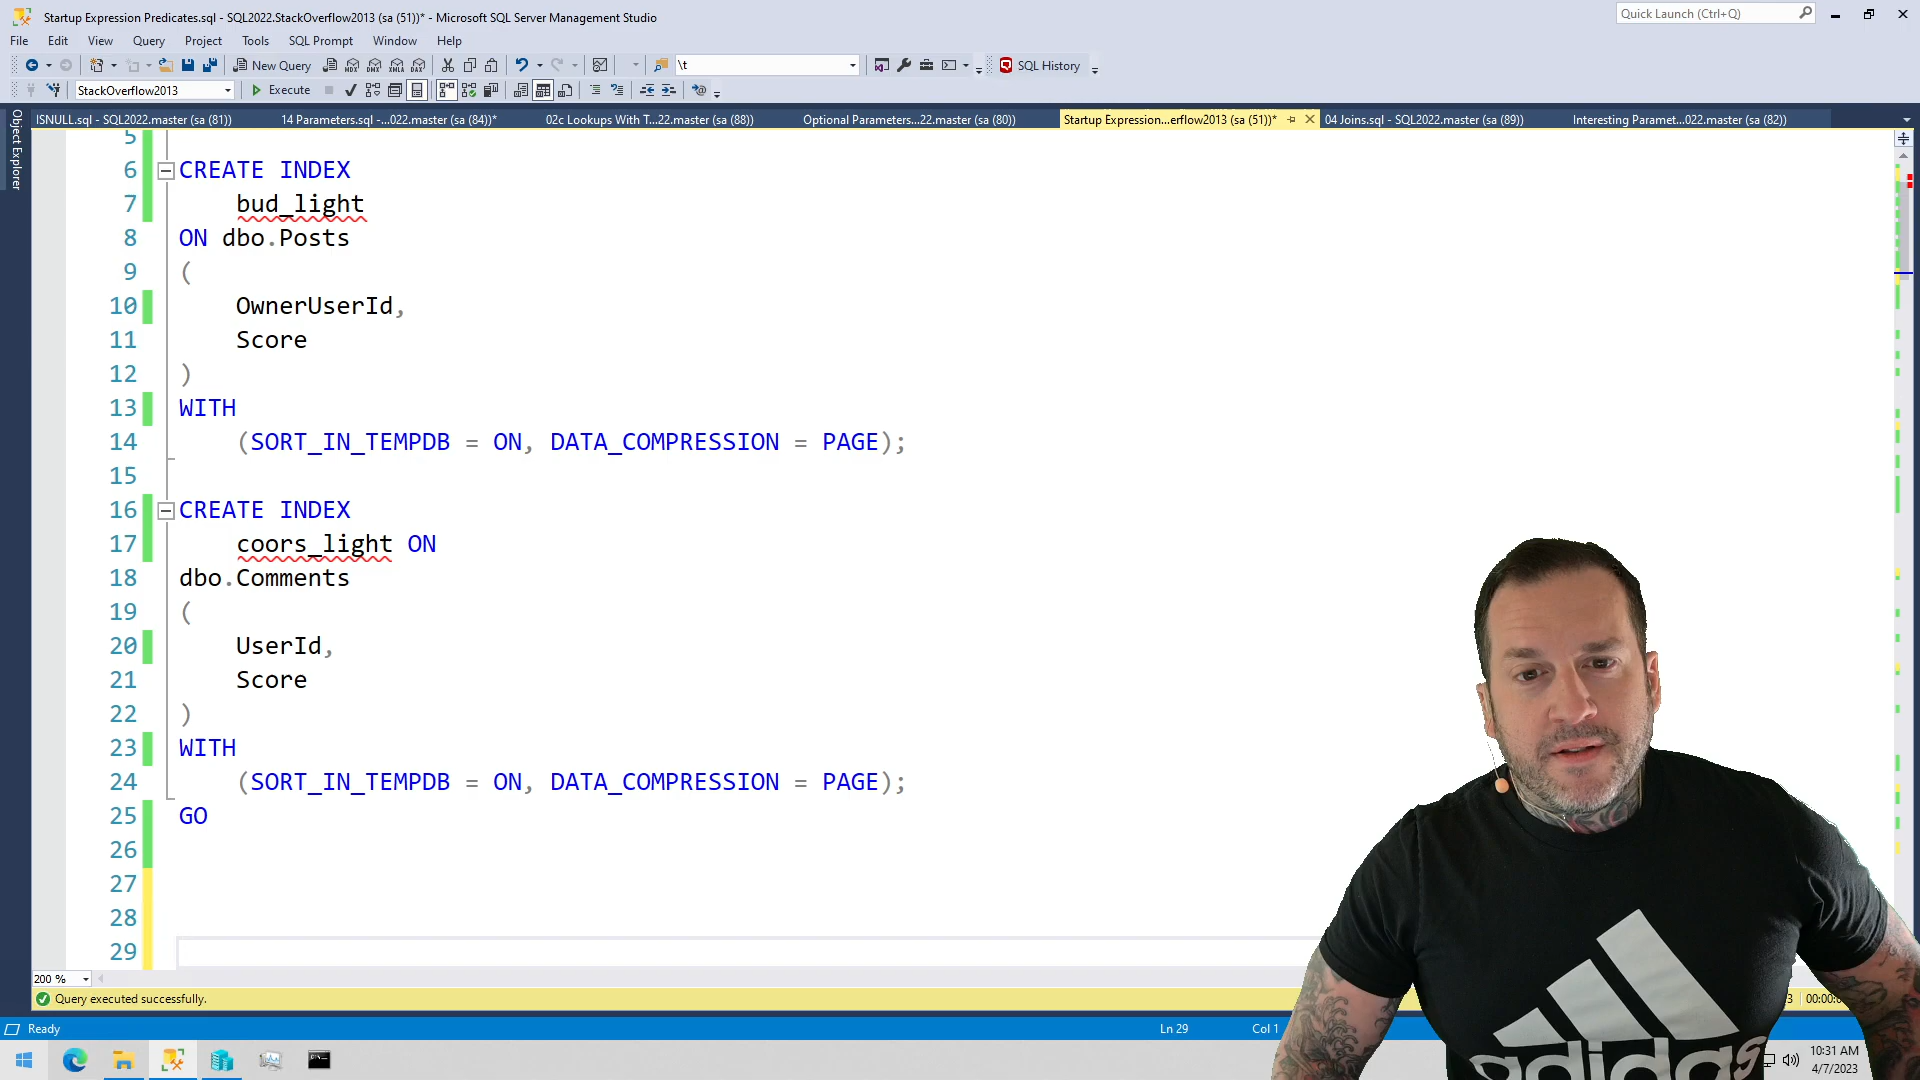 Startup Expression Predicates.sql - SQL2022.StackOverflow2013 (sa (51))* - Microsoft SQL Server Management Studio
Quick Launch (Ctrl+Q)
File Edit View Query Project Tools SQL Prompt Window Help
New Query MDX DMX XMLA DAX \t SQL History
StackOverflow2013 Execute
ISNULL.sql - SQL2022.master (sa (81)) 14 Parameters.sql -...022.master (sa (84))* 02c Lookups With T...22.master (sa (88)) Optional Parameters...22.master (sa (80)) Startup Expression...erflow2013 (sa (51))* 04 Joins.sql - SQL2022.master (sa (89)) Interesting Paramet...022.master (sa (82))
Object Explorer
5
6 CREATE INDEX
7 bud_light
8 ON dbo.Posts
9 (
10 OwnerUserId,
11 Score
12 )
13 WITH
14 (SORT_IN_TEMPDB = ON, DATA_COMPRESSION = PAGE);
15
16 CREATE INDEX
17 coors_light ON
18 dbo.Comments
19 (
20 UserId,
21 Score
22 )
23 WITH
24 (SORT_IN_TEMPDB = ON, DATA_COMPRESSION = PAGE);
25 GO
26
27
28
29
200 %
Query executed successfully.
Ready Ln 29 Col 1
adidas
10:31 AM
4/7/2023